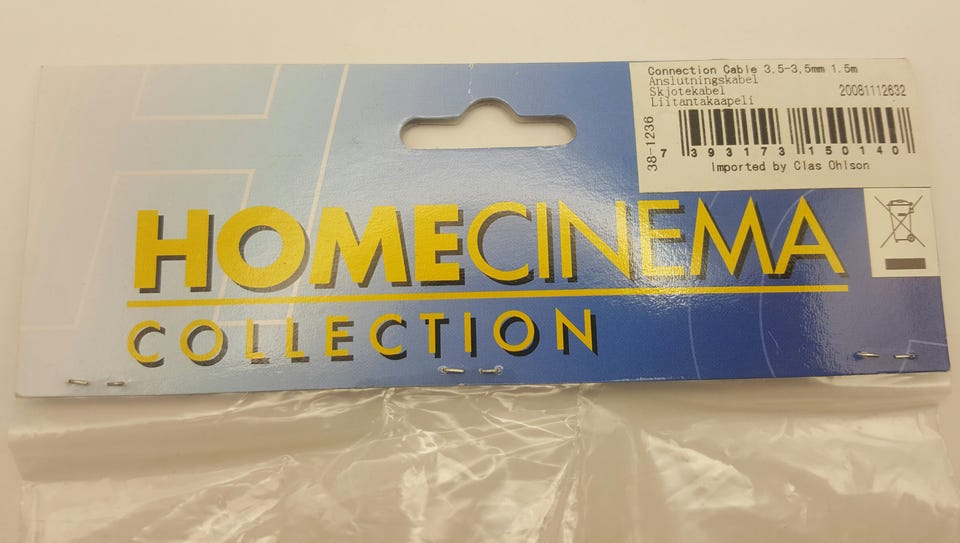 Connection Cable 3.5-3,5mm 1.5m
Anslutningskabel
Skjotekabel 20081112632
Liitantakaapeli
38-1236
7 393173 150140
Imported by Clas Ohlson
HOMECINEMA
COLLECTION